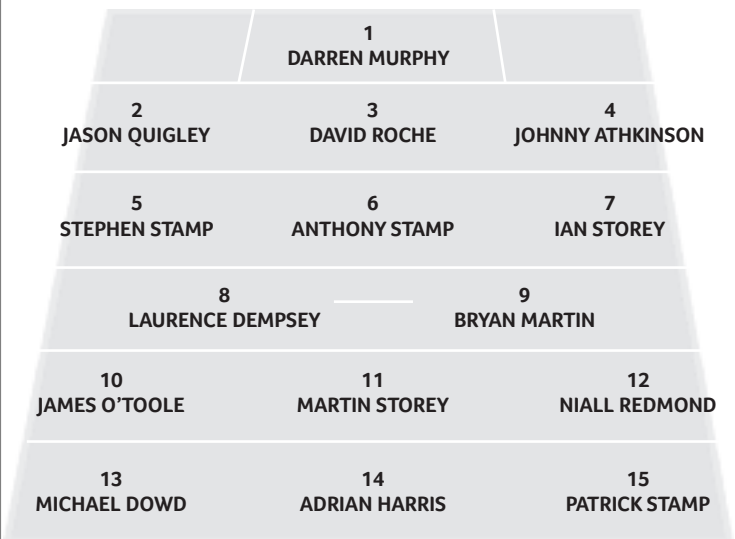 1
DARREN MURPHY
2 3 4
JASON QUIGLEY DAVID ROCHE JOHNNY ATHKINSON
5 6 7
STEPHEN STAMP ANTHONY STAMP IAN STOREY
8 9
LAURENCE DEMPSEY BRYAN MARTIN
10 11 12
JAMES O’TOOLE MARTIN STOREY NIALL REDMOND
13 14 15
MICHAEL DOWD ADRIAN HARRIS PATRICK STAMP